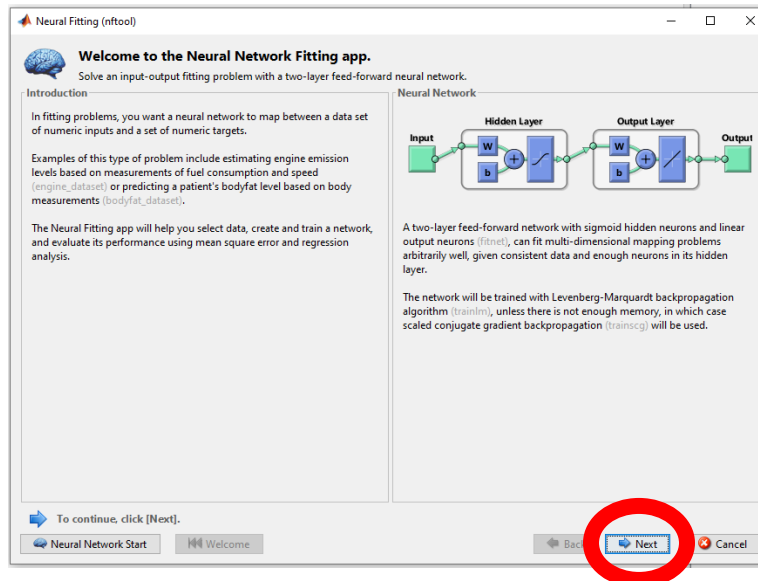 Neural Fitting (nftool)
Welcome to the Neural Network Fitting app.
Solve an input-output fitting problem with a two-layer feed-forward neural network.
Introduction
In fitting problems, you want a neural network to map between a data set
of numeric inputs and a set of numeric targets.
Examples of this type of problem include estimating engine emission
levels based on measurements of fuel consumption and speed
(engine_dataset) or predicting a patient's bodyfat level based on body
measurements (bodyfat_dataset).
The Neural Fitting app will help you select data, create and train a network,
and evaluate its performance using mean square error and regression
analysis.
Neural Network
Hidden Layer
Output Layer
Input
W
b
W
b
Output
A two-layer feed-forward network with sigmoid hidden neurons and linear
output neurons (fitnet), can fit multi-dimensional mapping problems
arbitrarily well, given consistent data and enough neurons in its hidden
layer.
The network will be trained with Levenberg-Marquardt backpropagation
algorithm (trainlm), unless there is not enough memory, in which case
scaled conjugate gradient backpropagation (trainscg) will be used.
To continue, click [Next].
Neural Network Start
Welcome
Back
Next
Cancel